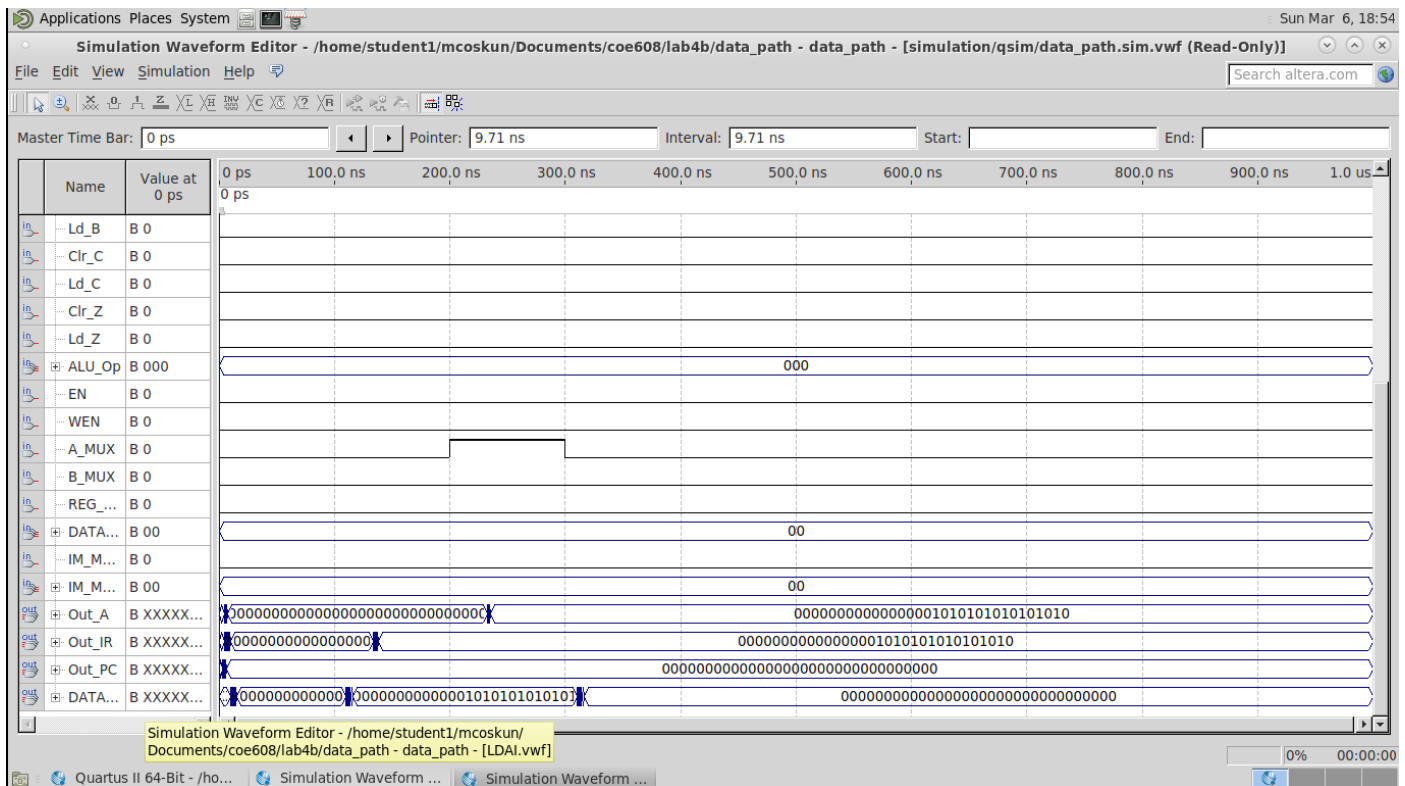 Applications Places System Sun Mar 6, 18:54
Simulation Waveform Editor - /home/student1/mcoskun/Documents/coe608/lab4b/data_path - data_path - [simulation/qsim/data_path.sim.vwf (Read-Only)]
File Edit View Simulation Help Search altera.com
Master Time Bar: 0 ps Pointer: 9.71 ns Interval: 9.71 ns Start: End:
Name Value at 0 ps 0 ps 100.0 ns 200.0 ns 300.0 ns 400.0 ns 500.0 ns 600.0 ns 700.0 ns 800.0 ns 900.0 ns 1.0 us
0 ps
Ld_B B 0
Clr_C B 0
Ld_C B 0
Clr_Z B 0
Ld_Z B 0
ALU_Op B 000 000
EN B 0
WEN B 0
A_MUX B 0
B_MUX B 0
REG_... B 0
DATA... B 00 00
IM_M... B 0
IM_M... B 00 00
Out_A B XXXXX... 00000000000000001010101010101010
Out_IR B XXXXX... 00000000000000001010101010101010
Out_PC B XXXXX... 00000000000000000000000000000000
DATA... B XXXXX... 00000000000000000000000000000000
Simulation Waveform Editor - /home/student1/mcoskun/
Documents/coe608/lab4b/data_path - data_path - [LDAI.vwf]
0% 00:00:00
Quartus II 64-Bit - /ho... Simulation Waveform ... Simulation Waveform ...